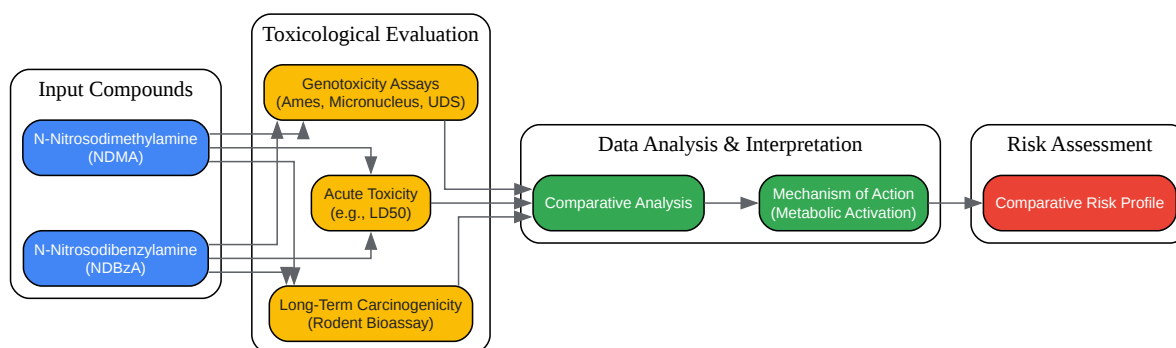 Input Compounds
N-Nitrosodimethylamine
(NDMA)
N-Nitrosodibenzylamine
(NDBzA)
Toxicological Evaluation
Genotoxicity Assays
(Ames, Micronucleus, UDS)
Acute Toxicity
(e.g., LD50)
Long-Term Carcinogenicity
(Rodent Bioassay)
Data Analysis & Interpretation
Comparative Analysis
Mechanism of Action
(Metabolic Activation)
Risk Assessment
Comparative Risk Profile